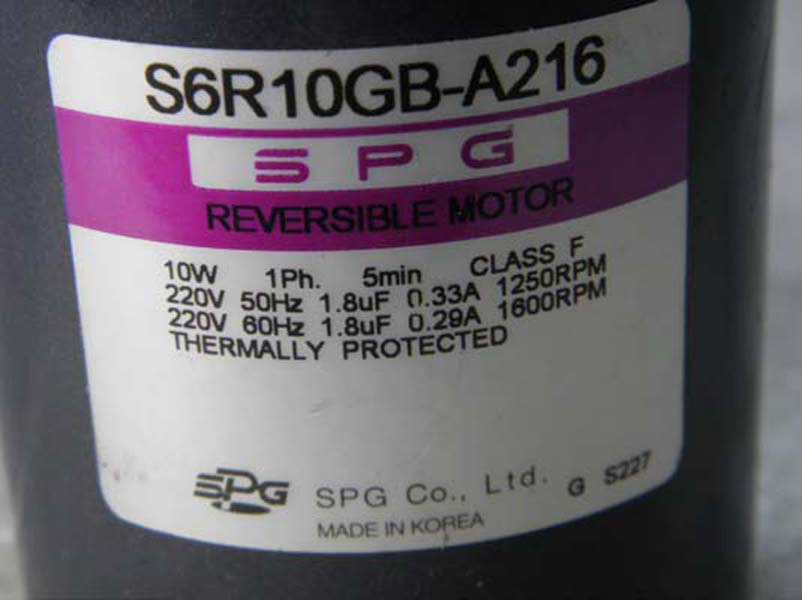 S6R10GB-A216
SPG
REVERSIBLE MOTOR
10W 1Ph. 5min CLASS F
220V 50Hz 1.8uF 0.33A 1250RPM
220V 60Hz 1.8uF 0.29A 1600RPM
THERMALLY PROTECTED
SPG SPG Co., Ltd. G S227
MADE IN KOREA